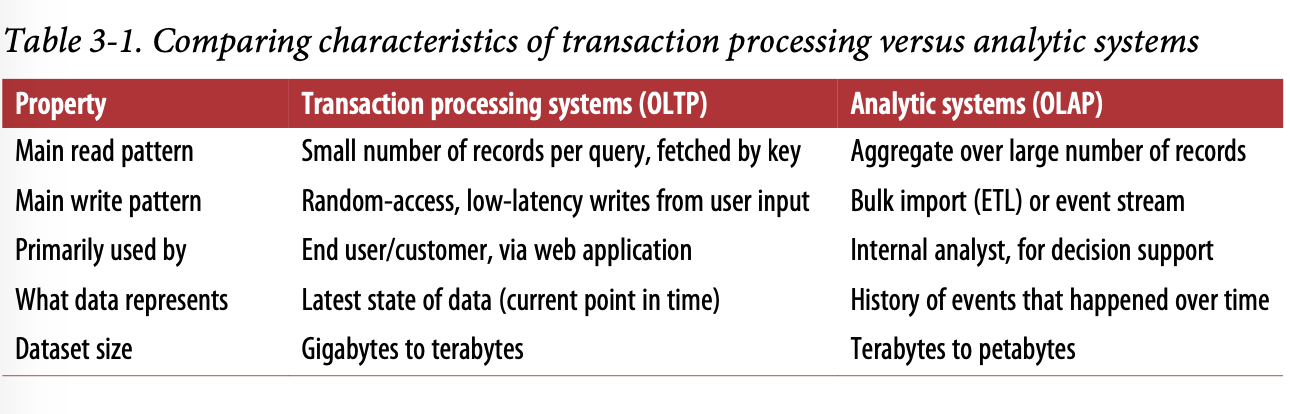 Table 3-1. Comparing characteristics of transaction processing versus analytic systems
Property Transaction processing systems (OLTP) Analytic systems (OLAP)
Main read pattern Small number of records per query, fetched by key Aggregate over large number of records
Main write pattern Random-access, low-latency writes from user input Bulk import (ETL) or event stream
Primarily used by End user/customer, via web application Internal analyst, for decision support
What data represents Latest state of data (current point in time) History of events that happened over time
Dataset size Gigabytes to terabytes Terabytes to petabytes